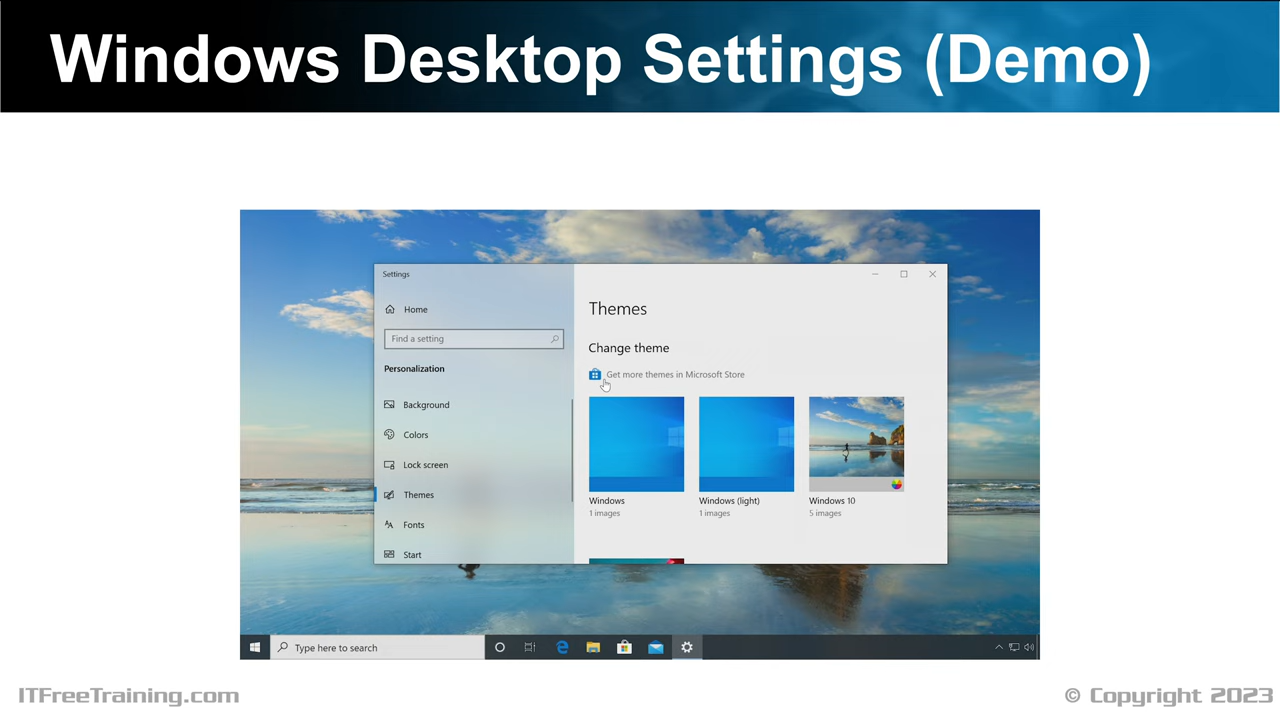 Windows Desktop Settings (Demo)
Settings
Home
Find a setting
Personalization
Background
Colors
Lock screen
Themes
Fonts
Start
Themes
Change theme
Get more themes in Microsoft Store
Windows
1 images
Windows (light)
1 images
Windows 10
5 images
Type here to search
ITFreeTraining.com
© Copyright 2023